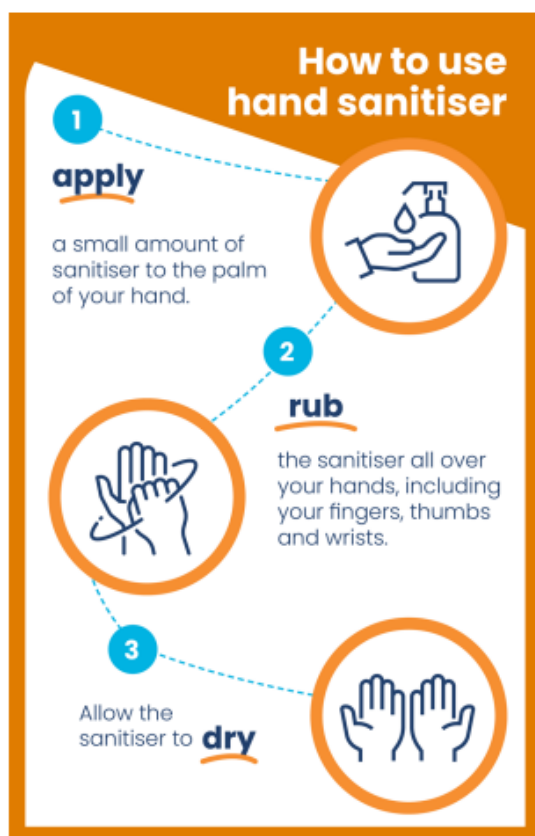 How to use
hand sanitiser
1
apply
a small amount of
sanitiser to the palm
of your hand.
2
rub
the sanitiser all over
your hands, including
your fingers, thumbs
and wrists.
3
Allow the
sanitiser to dry